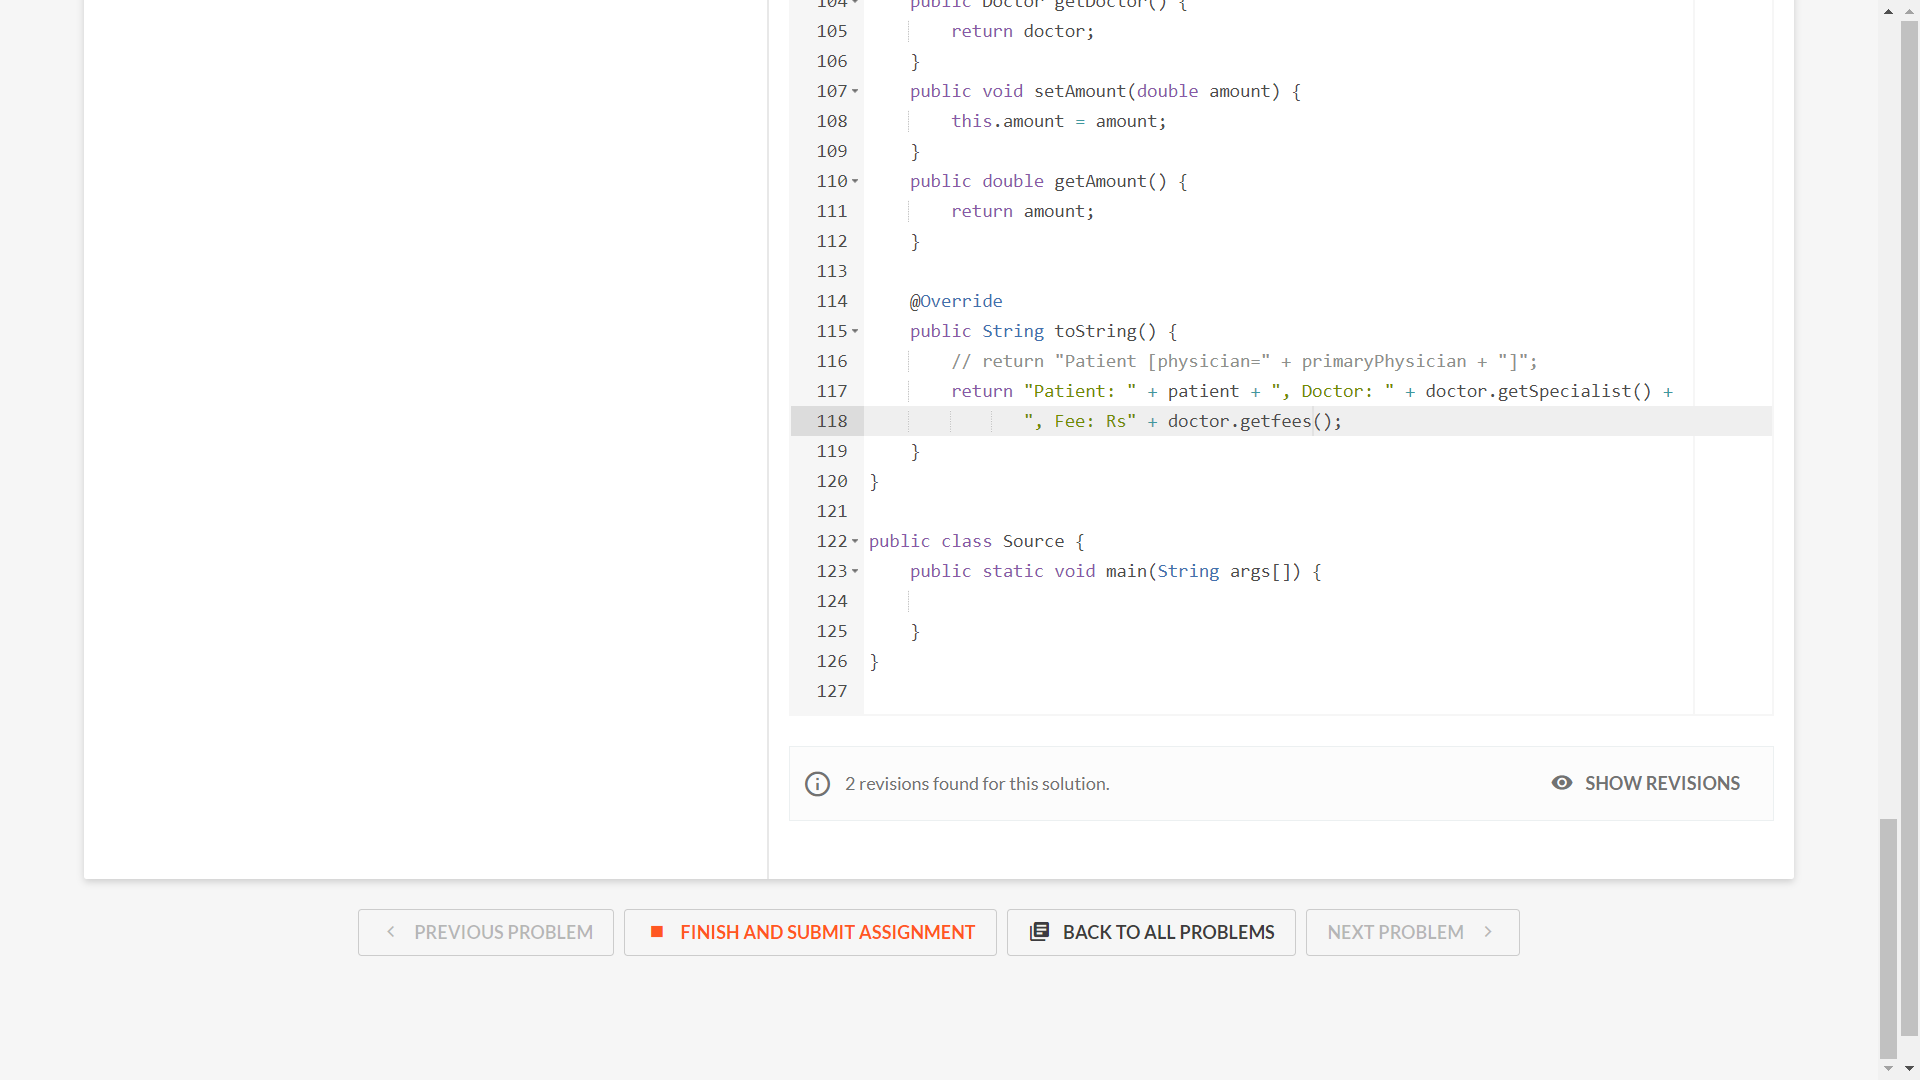 104 public Doctor getDoctor() {
105 return doctor;
106 }
107 public void setAmount(double amount) {
108 this.amount = amount;
109 }
110 public double getAmount() {
111 return amount;
112 }
113
114 @Override
115 public String toString() {
116 // return "Patient [physician=" + primaryPhysician + "]";
117 return "Patient: " + patient + ", Doctor: " + doctor.getSpecialist() +
118 ", Fee: Rs" + doctor.getfees();
119 }
120 }
121
122 public class Source {
123 public static void main(String args[]) {
124
125 }
126 }
127
2 revisions found for this solution.
SHOW REVISIONS
PREVIOUS PROBLEM
FINISH AND SUBMIT ASSIGNMENT
BACK TO ALL PROBLEMS
NEXT PROBLEM